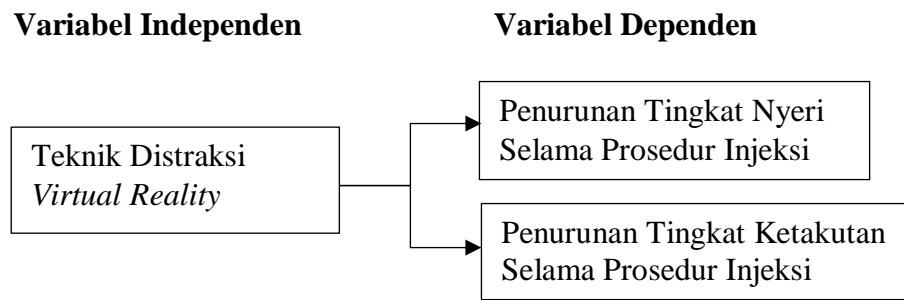 Variabel Independen
Variabel Dependen
Teknik Distraksi
Virtual Reality
Penurunan Tingkat Nyeri
Selama Prosedur Injeksi
Penurunan Tingkat Ketakutan
Selama Prosedur Injeksi